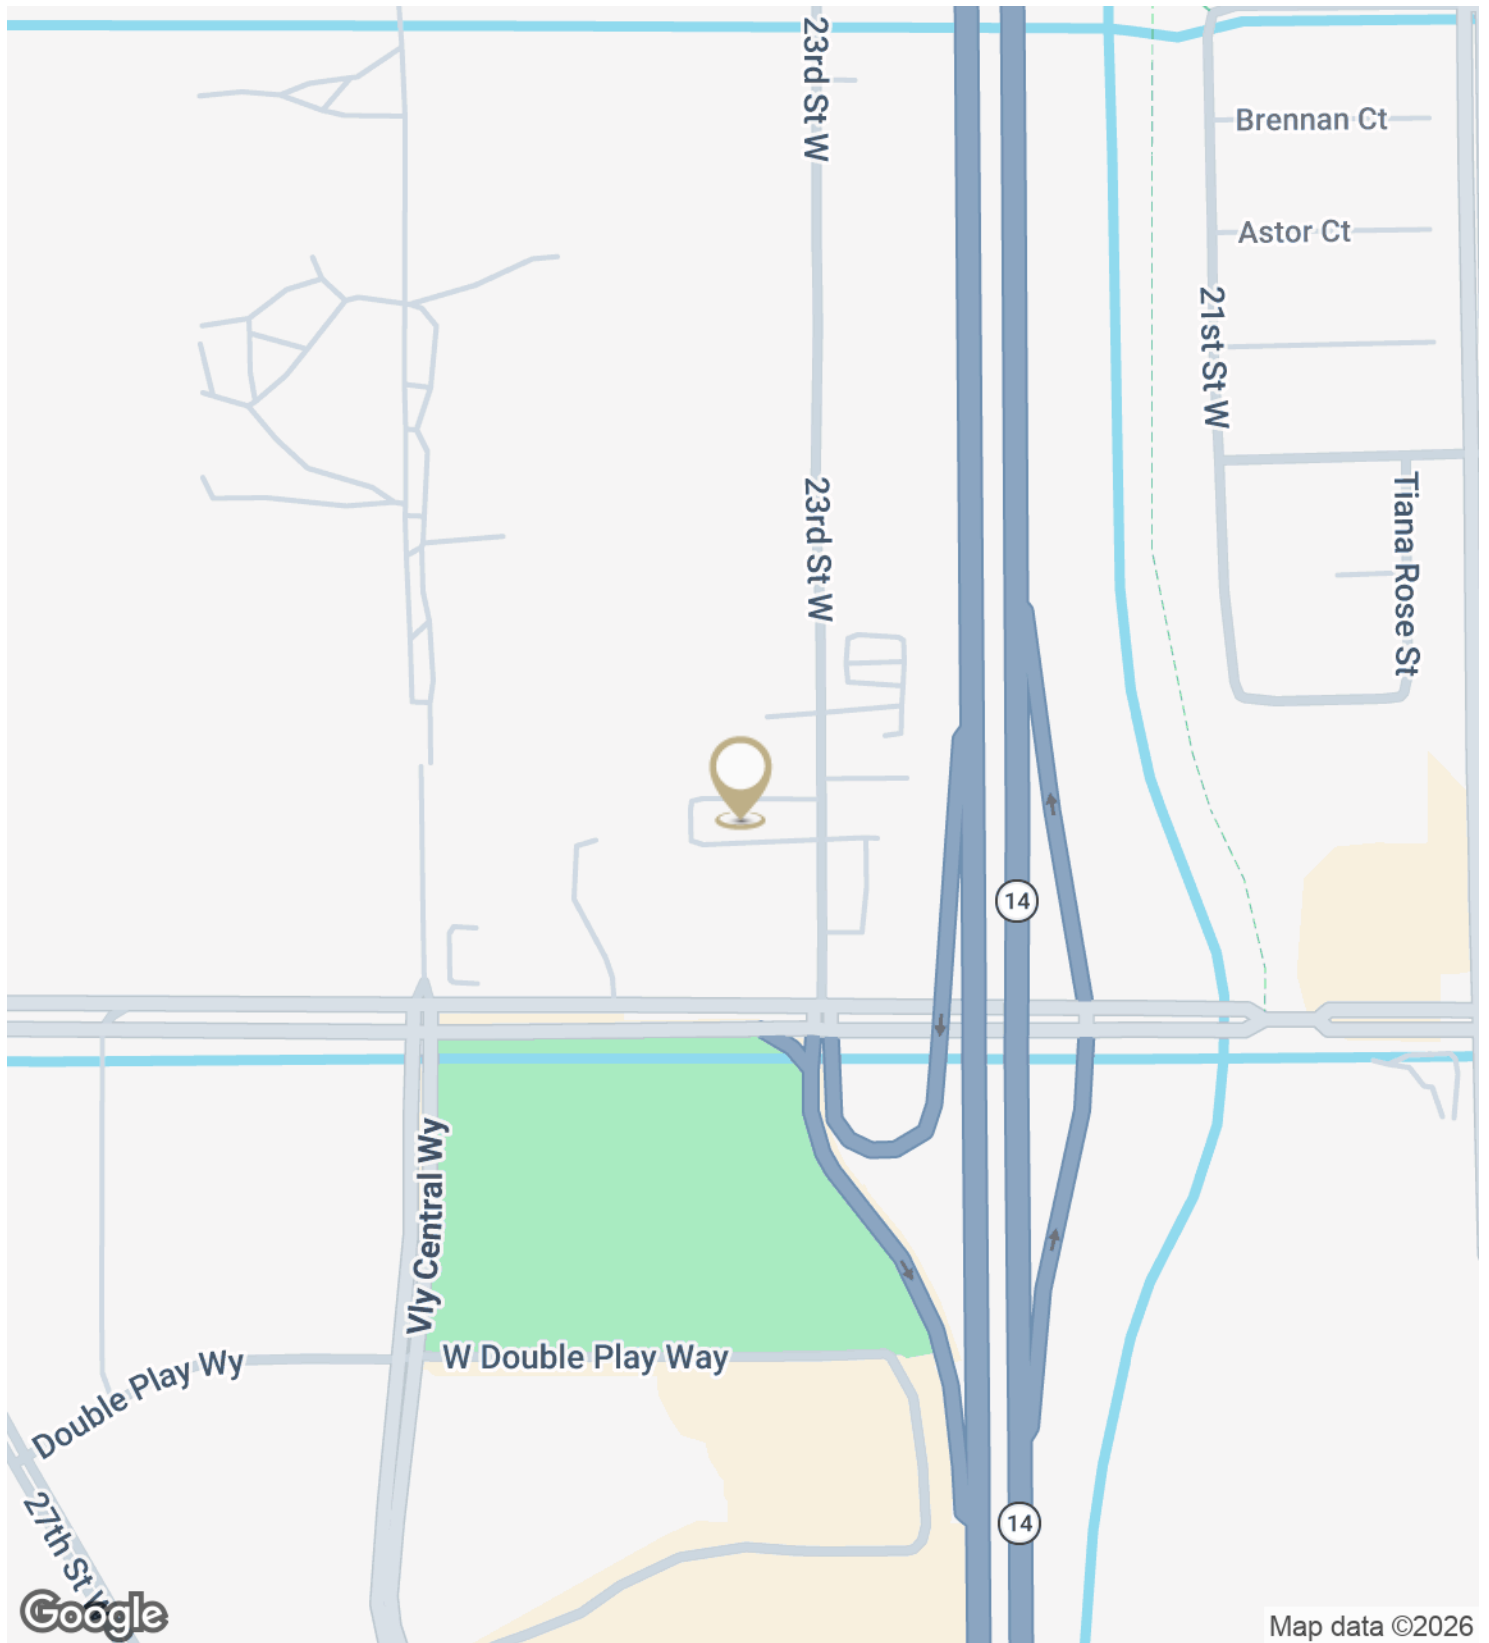 23rd St W
Brennan Ct
Astor Ct
21st St W
23rd St W
Tiana Rose St
14
Vly Central Wy
W Double Play Way
Double Play Wy
27th St W
14
Google
Map data ©2026